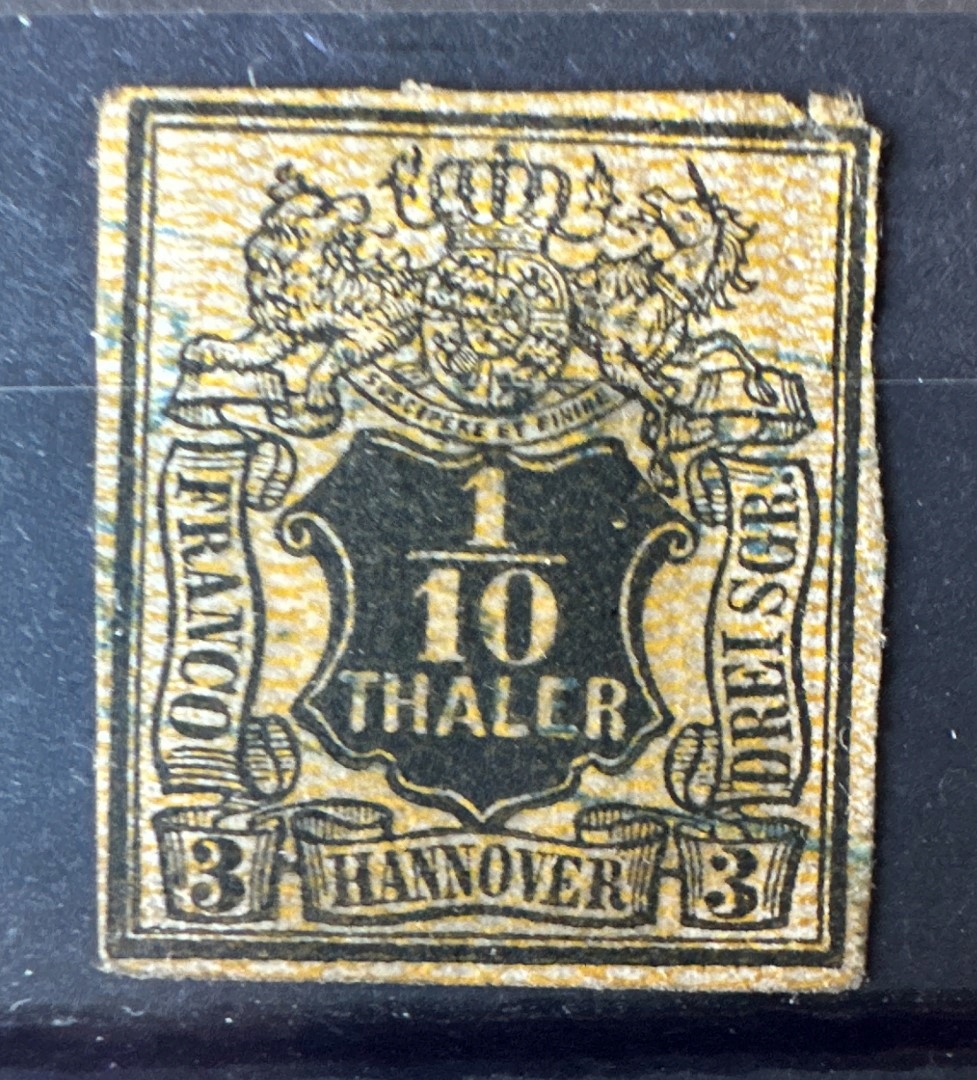 SUSCIPERE ET FINIRE
1
10
THALER
FRANCO
DREI SGR.
3
HANNOVER
3